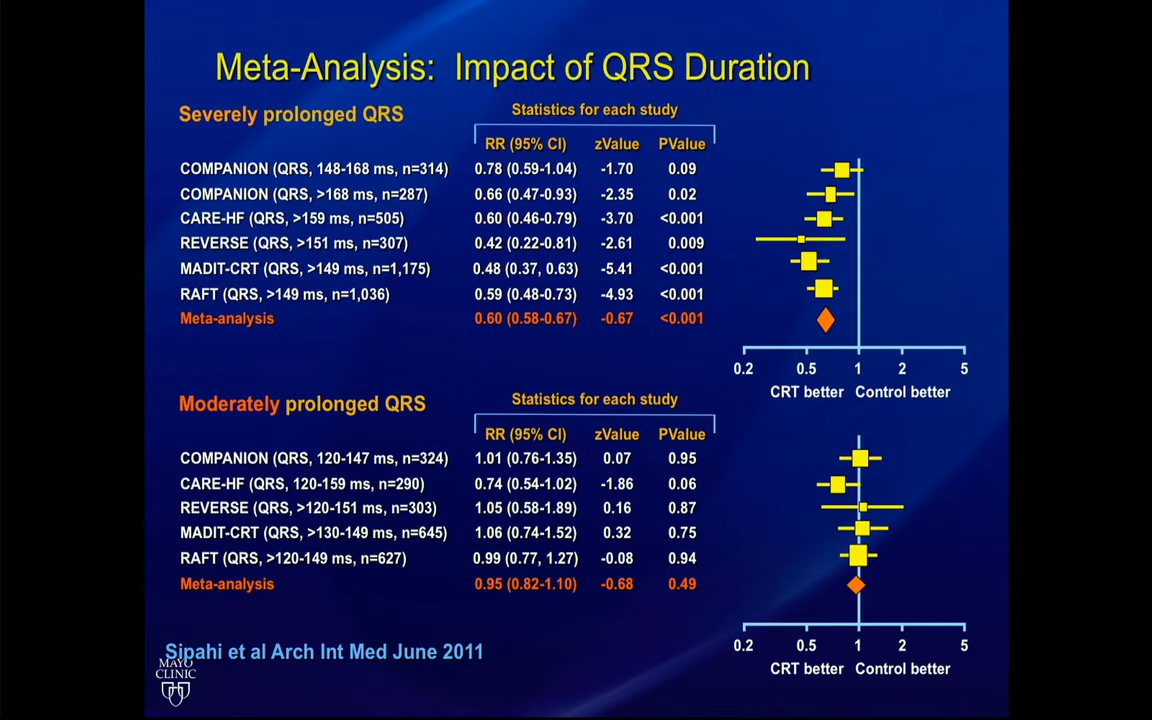 Meta-Analysis: Impact of QRS Duration
Severely prolonged QRS
Statistics for each study
RR (95% CI) zValue PValue
COMPANION (QRS, 148-168 ms, n=314) 0.78 (0.59-1.04) -1.70 0.09
COMPANION (QRS, >168 ms, n=287) 0.66 (0.47-0.93) -2.35 0.02
CARE-HF (QRS, >159 ms, n=505) 0.60 (0.46-0.79) -3.70 <0.001
REVERSE (QRS, >151 ms, n=307) 0.42 (0.22-0.81) -2.61 0.009
MADIT-CRT (QRS, >149 ms, n=1,175) 0.48 (0.37, 0.63) -5.41 <0.001
RAFT (QRS, >149 ms, n=1,036) 0.59 (0.48-0.73) -4.93 <0.001
Meta-analysis 0.60 (0.58-0.67) -0.67 <0.001
0.2 0.5 1 2 5
CRT better Control better
Moderately prolonged QRS
Statistics for each study
RR (95% CI) zValue PValue
COMPANION (QRS, 120-147 ms, n=324) 1.01 (0.76-1.35) 0.07 0.95
CARE-HF (QRS, 120-159 ms, n=290) 0.74 (0.54-1.02) -1.86 0.06
REVERSE (QRS, >120-151 ms, n=303) 1.05 (0.58-1.89) 0.16 0.87
MADIT-CRT (QRS, >130-149 ms, n=645) 1.06 (0.74-1.52) 0.32 0.75
RAFT (QRS, >120-149 ms, n=627) 0.99 (0.77, 1.27) -0.08 0.94
Meta-analysis 0.95 (0.82-1.10) -0.68 0.49
0.2 0.5 1 2 5
CRT better Control better
Sipahi et al Arch Int Med June 2011
MAYO
CLINIC